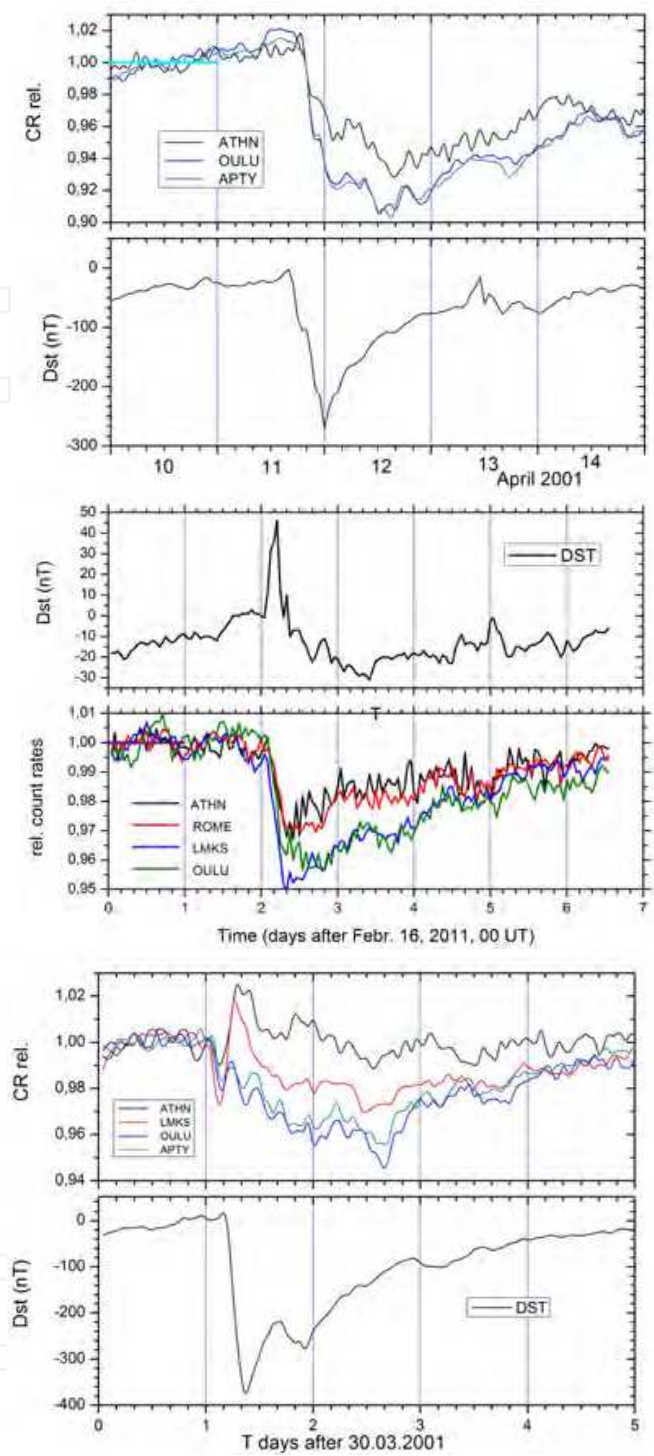 1,02
1,00
0,98
0,96
0,94
0,92
0,90
CR rel.
ATHN
OULU
APTY
0
-100
-200
-300
Dst (nT)
10 11 12 13 14
April 2001
50
40
30
20
10
0
-10
-20
-30
Dst (nT)
DST
T
1,01
1,00
0,99
0,98
0,97
0,96
0,95
rel. count rates
ATHN
ROME
LMKS
OULU
0 1 2 3 4 5 6 7
Time (days after Febr. 16, 2011, 00 UT)
1,02
1,00
0,98
0,96
0,94
CR rel.
ATHN
LMKS
OULU
APTY
0
-100
-200
-300
-400
Dst (nT)
DST
0 1 2 3 4 5
T days after 30.03.2001